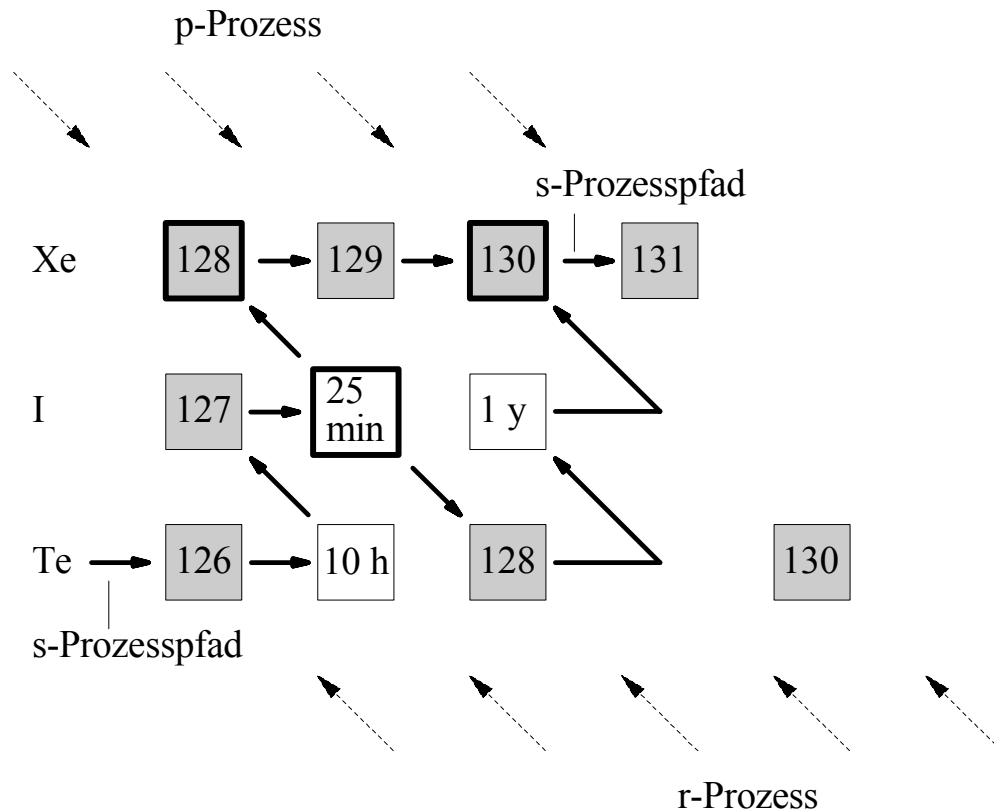 p-Prozess
s-Prozesspfad
Xe 128 129 130 131
I 127 25 min 1 y
Te 126 10 h 128 130
s-Prozesspfad
r-Prozess